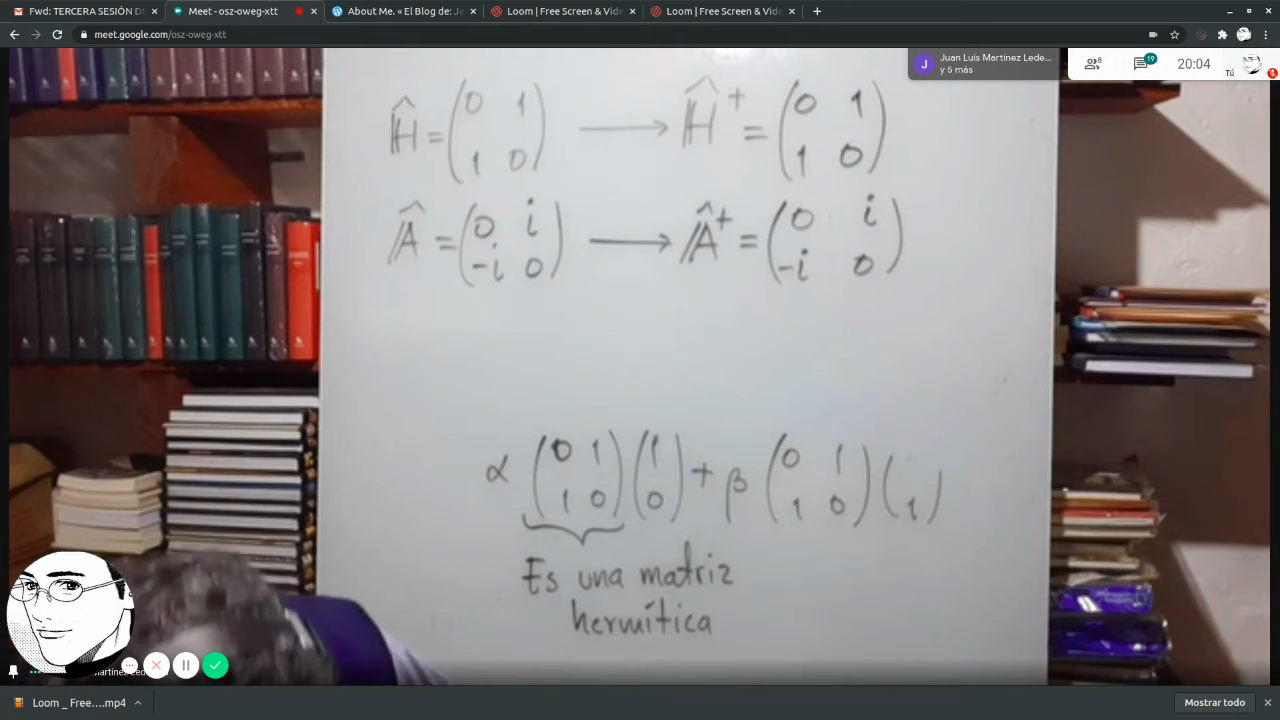 Fwd: TERCERA SESIÓN D
Meet - osz-oweg-xtt
About Me. « El Blog de: Je
Loom | Free Screen & Vide
Loom | Free Screen & Vide
meet.google.com/osz-oweg-xtt
J Juan Luis Martinez Lede...
y 5 más
8
19
20:04
Tú
Ĥ = (0 1 1 0) → Ĥ+ = (0 1 1 0)
Â = (0 i -i 0) → Â+ = (0 i -i 0)
α (0 1 1 0) (1 0) + β (0 1 1 0) ( 1)
Es una matriz
hermítica
Martinez Led
Loom _ Free....mp4
Mostrar todo